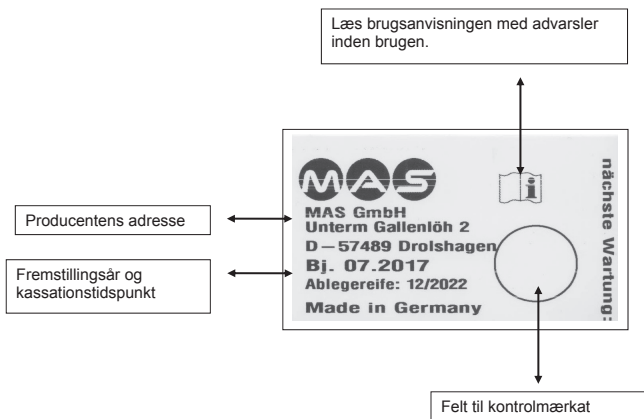 Læs brugsanvisningen med advarsler
inden brugen.
MAS
MAS GmbH
Unterm Gallenlöh 2
D – 57489 Drolshagen
Bj. 07.2017
Ablegereife: 12/2022
Made in Germany
nächste Wartung:
Producentens adresse
Fremstillingsår og
kassationstidspunkt
Felt til kontrolmærkat